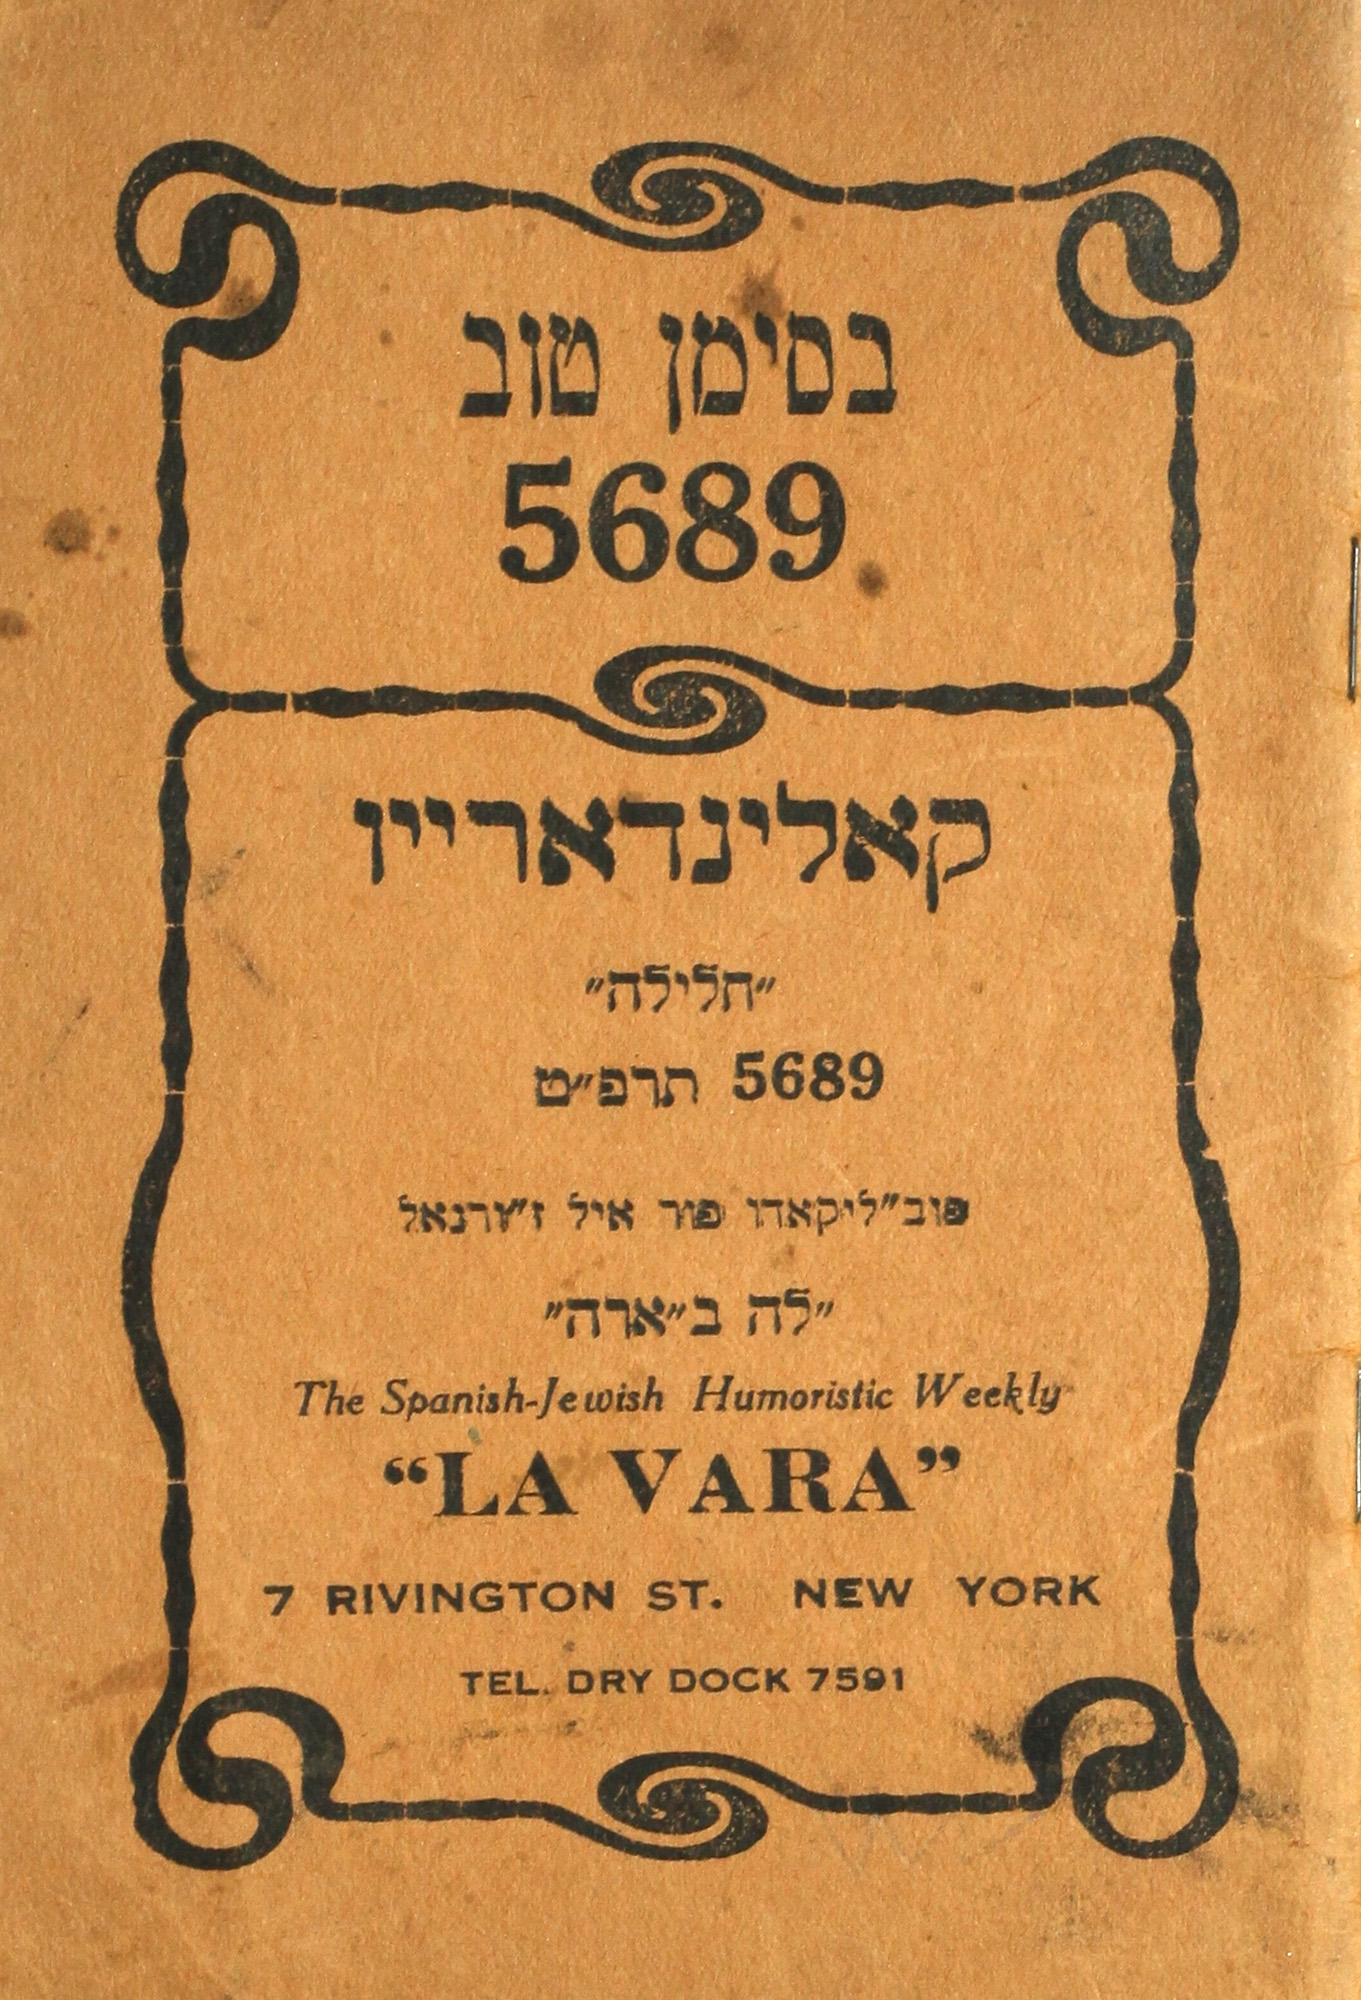 בסימן טוב
5689
קאלינדאריין
״חלילה״
5689 תרפ״ט
פוב״ליקאדו פור איל ז״ורנאל
״לה ב״ארה״
The Spanish-Jewish Humoristic Weekly
“LA VARA”
7 RIVINGTON ST. NEW YORK
TEL. DRY DOCK 7591